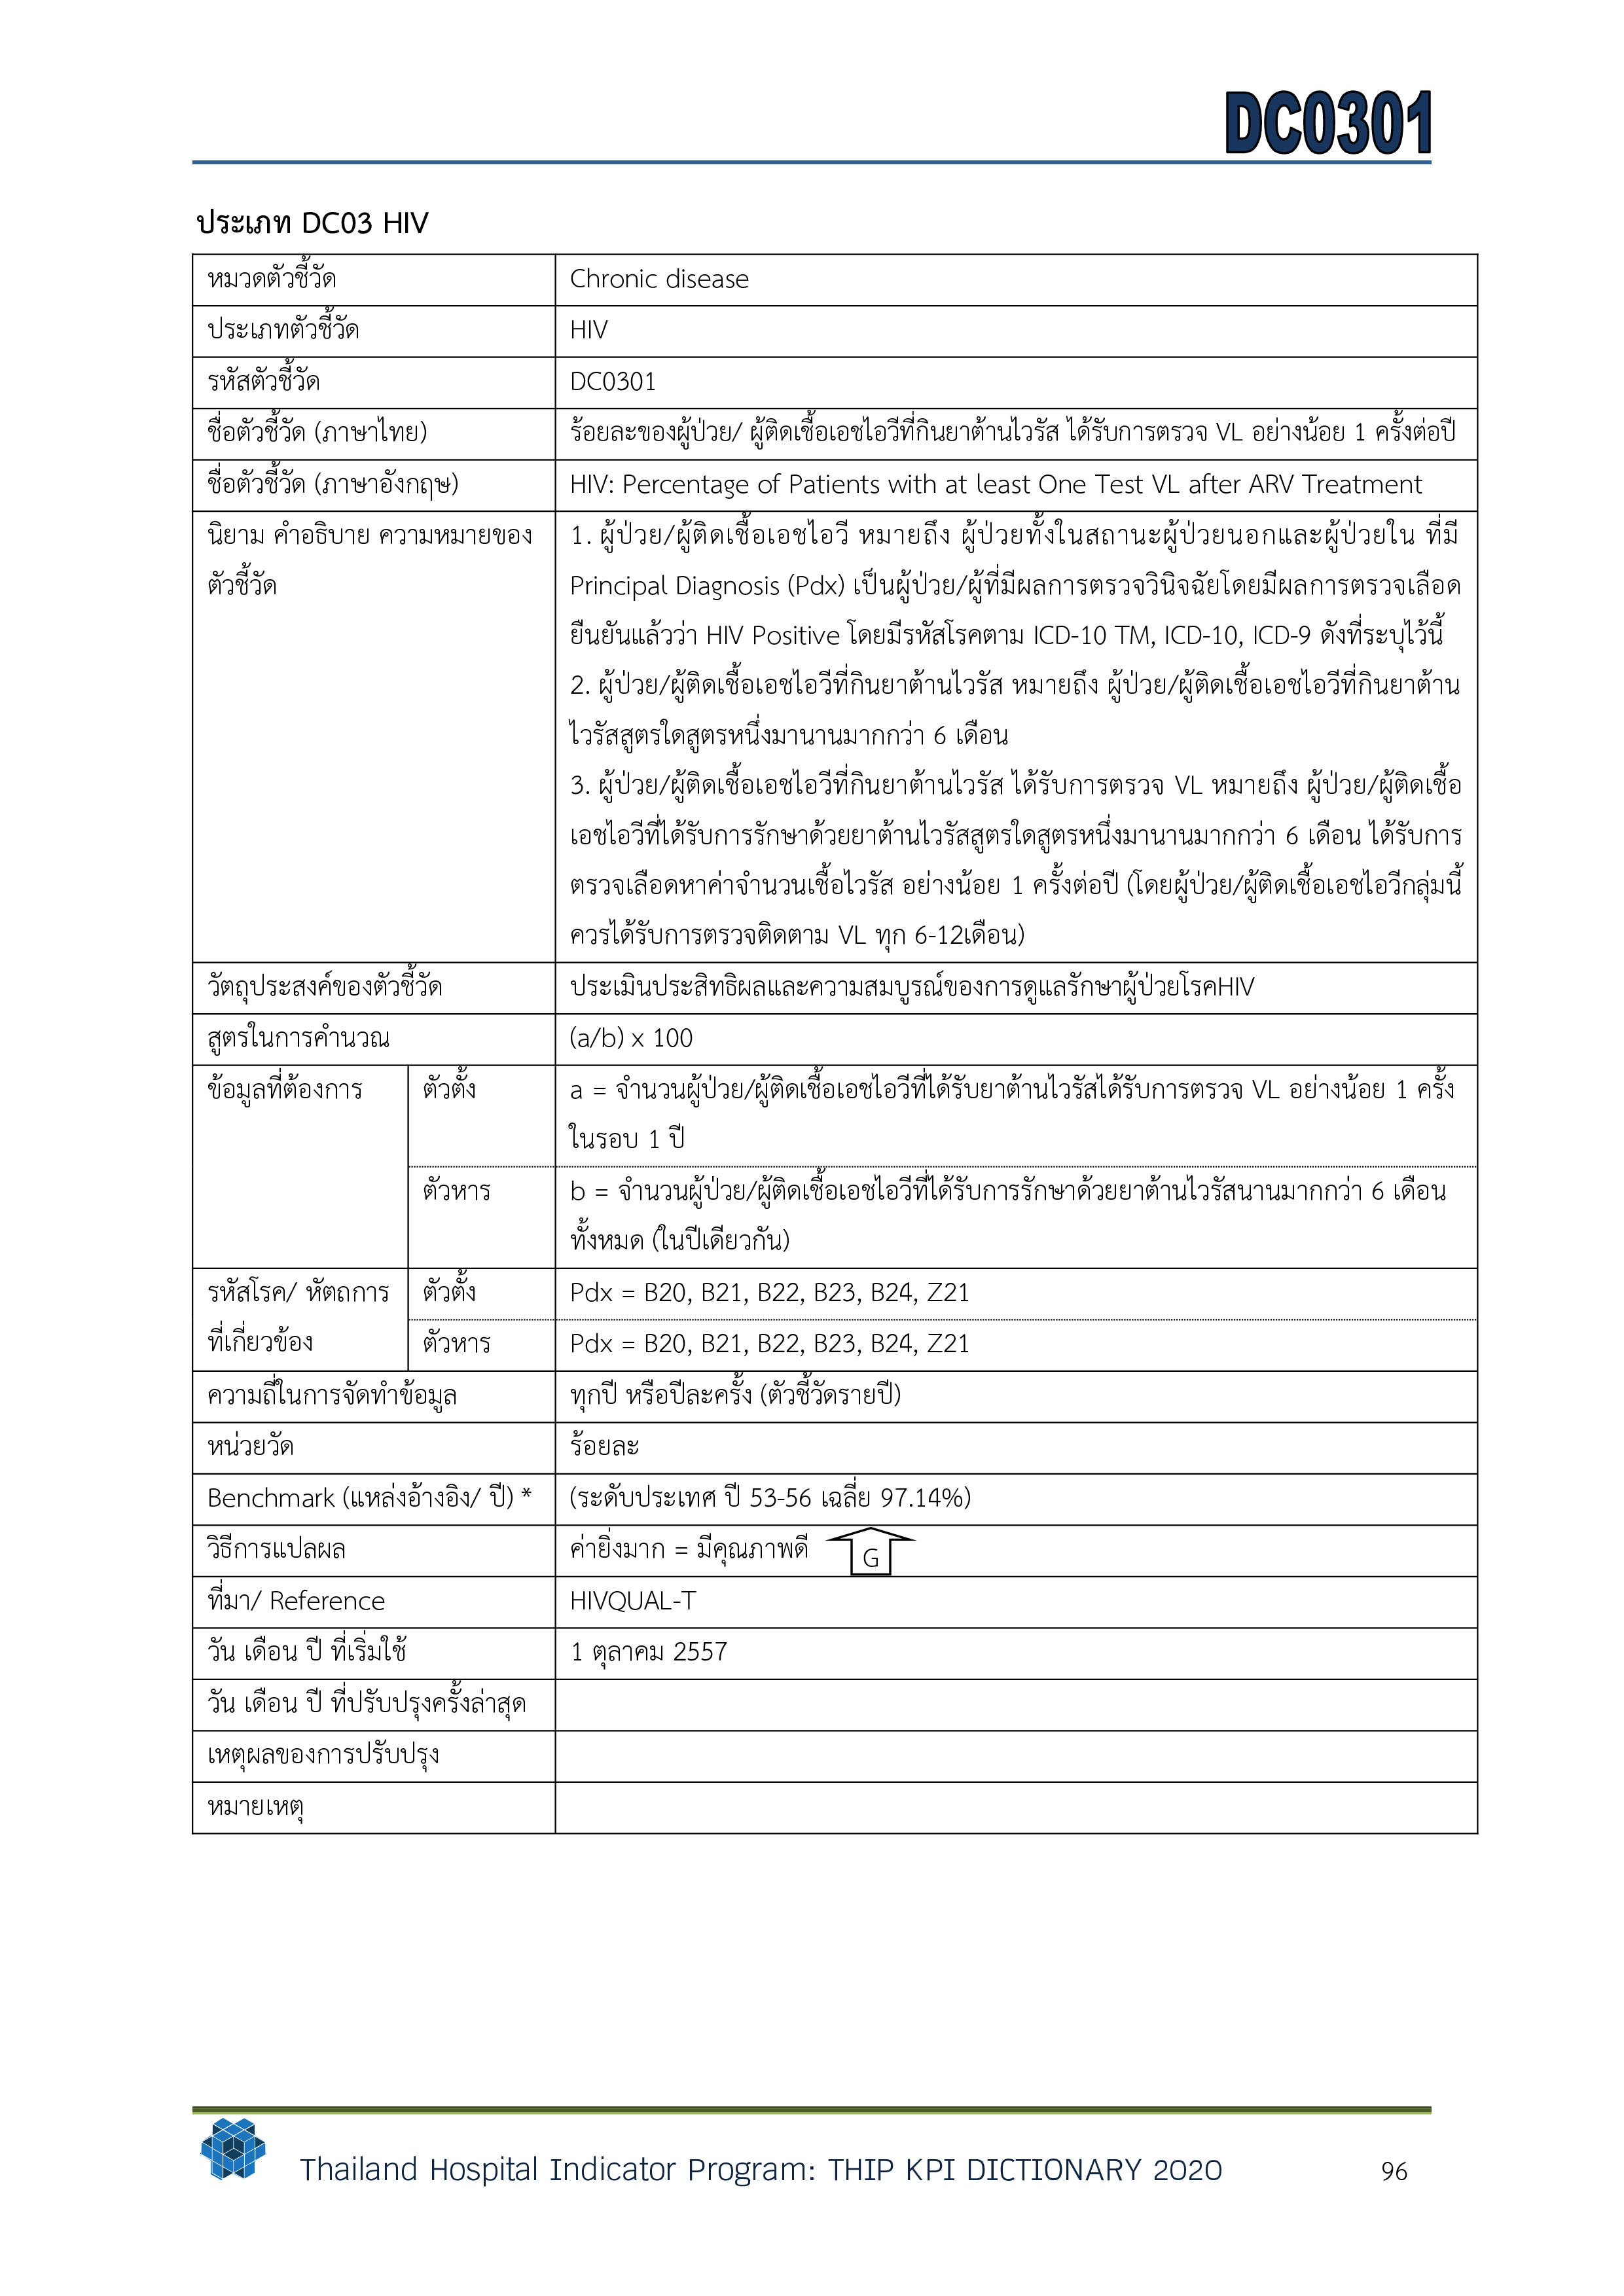 DC0301
ประเภท DC03 HIV
หมวดตัวชี้วัด
Chronic disease
ประเภทตัวชี้วัด
HIV
รหัสตัวชี้วัด
DC0301
ชื่อตัวชี้วัด (ภาษาไทย)
ร้อยละของผู้ป่วย/ ผู้ติดเชื้อเอชไอวีที่กินยาต้านไวรัส ได้รับการตรวจ VL อย่างน้อย 1 ครั้งต่อปี
ชื่อตัวชี้วัด (ภาษาอังกฤษ)
HIV: Percentage of Patients with at least One Test VL after ARV Treatment
นิยาม คำอธิบาย ความหมายของ
ตัวชี้วัด
1. ผู้ป่วย/ผู้ติดเชื้อเอชไอวี หมายถึง ผู้ป่วยทั้งในสถานะผู้ป่วยนอกและผู้ป่วยใน ที่มี
Principal Diagnosis (Pdx) เป็นผู้ป่วย/ผู้ที่มีผลการตรวจวินิจฉัยโดยมีผลการตรวจเลือด
ยืนยันแล้วว่า HIV Positive โดยมีรหัสโรคตาม ICD-10 TM, ICD-10, ICD-9 ดังที่ระบุไว้นี้
2. ผู้ป่วย/ผู้ติดเชื้อเอชไอวีที่กินยาต้านไวรัส หมายถึง ผู้ป่วย/ผู้ติดเชื้อเอชไอวีที่กินยาต้าน
ไวรัสสูตรใดสูตรหนึ่งมานานมากกว่า 6 เดือน
3. ผู้ป่วย/ผู้ติดเชื้อเอชไอวีที่กินยาต้านไวรัส ได้รับการตรวจ VL หมายถึง ผู้ป่วย/ผู้ติดเชื้อ
เอชไอวีที่ได้รับการรักษาด้วยยาต้านไวรัสสูตรใดสูตรหนึ่งมานานมากกว่า 6 เดือน ได้รับการ
ตรวจเลือดหาค่าจำนวนเชื้อไวรัส อย่างน้อย 1 ครั้งต่อปี (โดยผู้ป่วย/ผู้ติดเชื้อเอชไอวีกลุ่มนี้
ควรได้รับการตรวจติดตาม VL ทุก 6-12เดือน)
วัตถุประสงค์ของตัวชี้วัด
ประเมินประสิทธิผลและความสมบูรณ์ของการดูแลรักษาผู้ป่วยโรคHIV
สูตรในการคำนวณ
(a/b) x 100
ข้อมูลที่ต้องการ
ตัวตั้ง
a = จำนวนผู้ป่วย/ผู้ติดเชื้อเอชไอวีที่ได้รับยาต้านไวรัสได้รับการตรวจ VL อย่างน้อย 1 ครั้ง
ในรอบ 1 ปี
ตัวหาร
b = จำนวนผู้ป่วย/ผู้ติดเชื้อเอชไอวีที่ได้รับการรักษาด้วยยาต้านไวรัสนานมากกว่า 6 เดือน
ทั้งหมด (ในปีเดียวกัน)
รหัสโรค/ หัตถการ
ที่เกี่ยวข้อง
ตัวตั้ง
Pdx = B20, B21, B22, B23, B24, Z21
ตัวหาร
Pdx = B20, B21, B22, B23, B24, Z21
ความถี่ในการจัดทำข้อมูล
ทุกปี หรือปีละครั้ง (ตัวชี้วัดรายปี)
หน่วยวัด
ร้อยละ
Benchmark (แหล่งอ้างอิง/ ปี) *
(ระดับประเทศ ปี 53-56 เฉลี่ย 97.14%)
วิธีการแปลผล
ค่ายิ่งมาก = มีคุณภาพดี G
ที่มา/ Reference
HIVQUAL-T
วัน เดือน ปี ที่เริ่มใช้
1 ตุลาคม 2557
วัน เดือน ปี ที่ปรับปรุงครั้งล่าสุด
เหตุผลของการปรับปรุง
หมายเหตุ
Thailand Hospital Indicator Program: THIP KPI DICTIONARY 2020 96